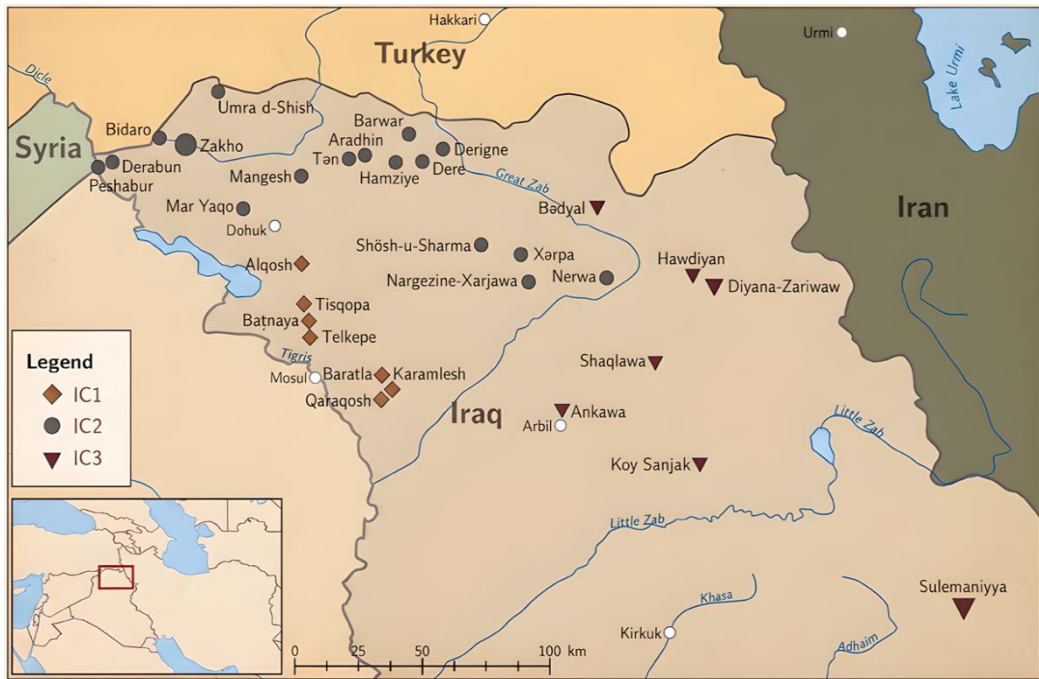 Hakkari
Urmi
Turkey
Dicle
Lake Urmi
Umra d-Shish
Barwar
Bidaro
Zakho
Aradhin
Derigne
Syria
Tən
Derabun
Hamziye
Dere
Peshabur
Mangesh
Great Zab
Iran
Bədyal
Mar Yaqo
Dohuk
Shōsh-u-Sharma
Xərpa
Hawdiyan
Alqosh
Nargezine-Xarjawa
Nerwa
Diyana-Zariwaw
Tisqopa
Baṭnaya
Telkepe
Legend
IC1
IC2
IC3
Tigris
Mosul
Baratla
Karamlesh
Shaqlawa
Qaraqosh
Iraq
Ankawa
Arbil
Little Zab
Koy Sanjak
Little Zab
Sulemaniyya
Khasa
Kirkuk
Adhaim
0 25 50 100 km